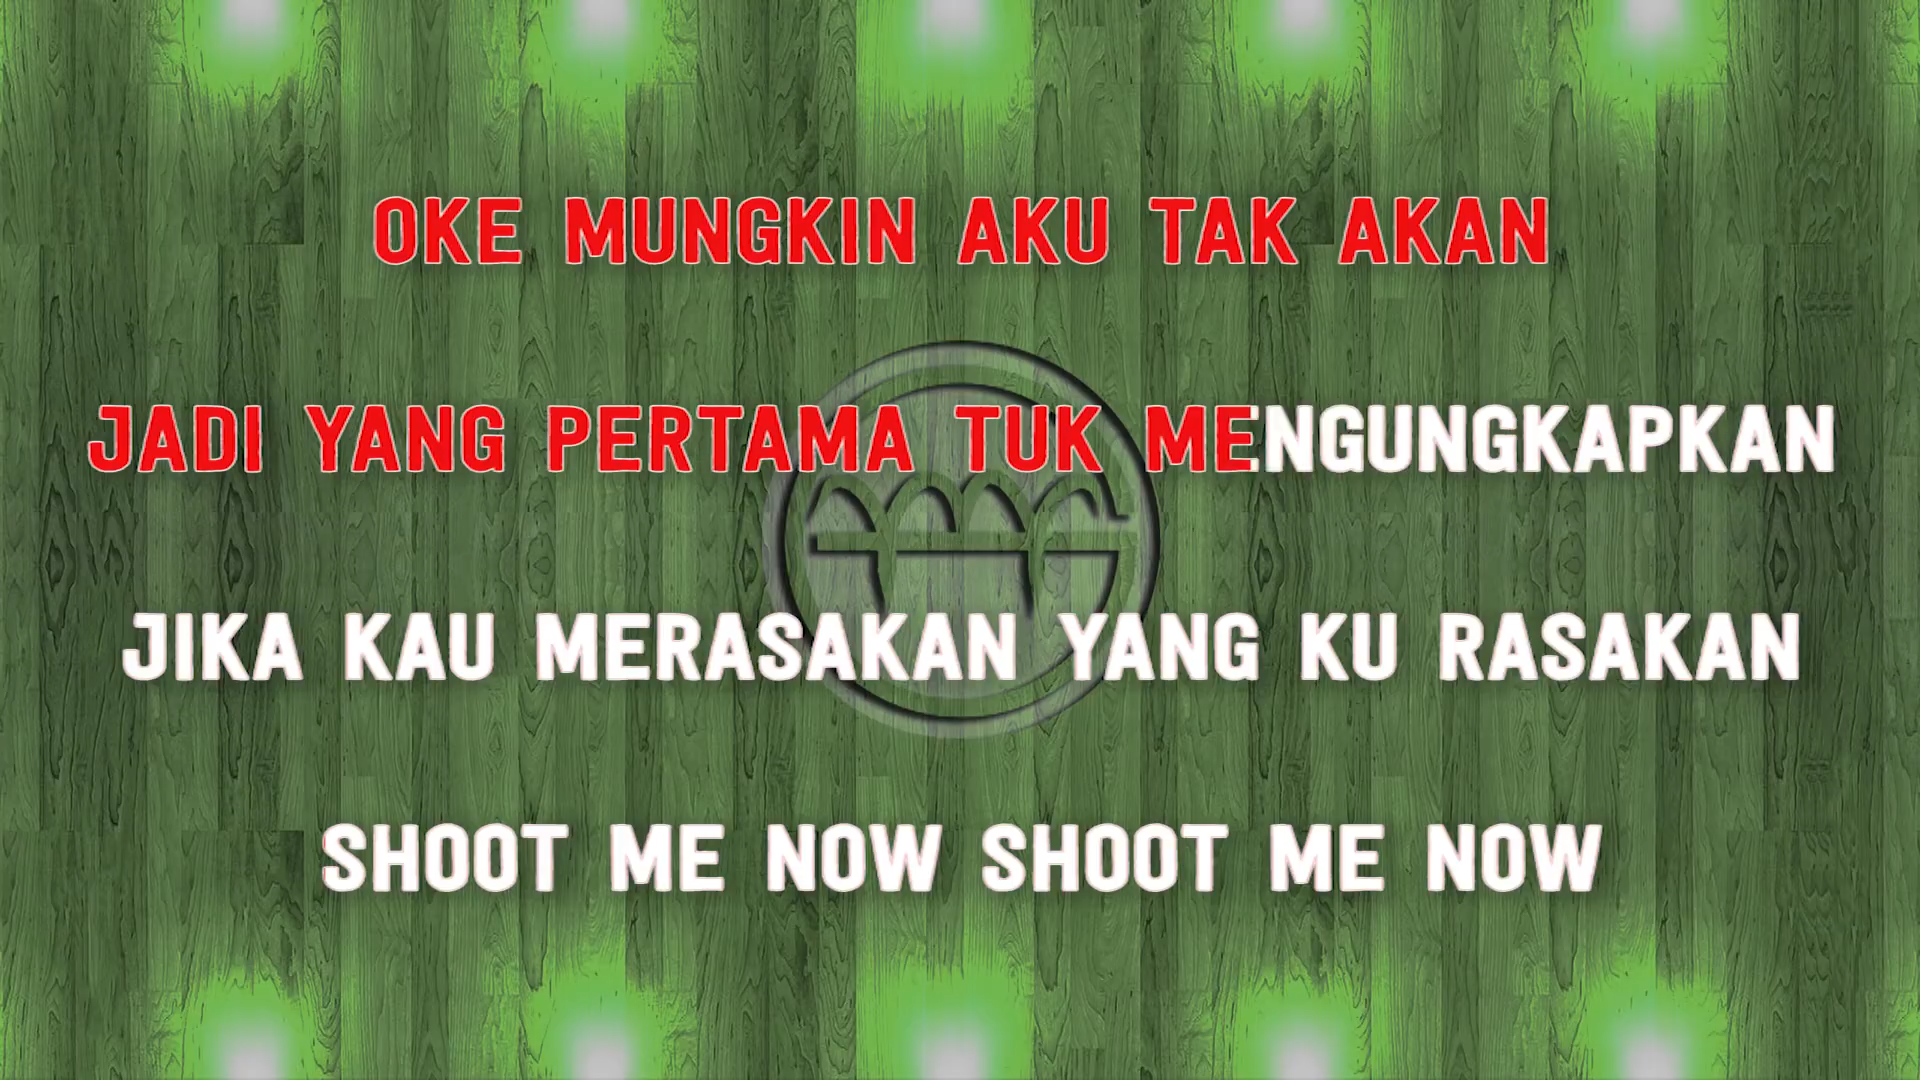 OKE MUNGKIN AKU TAK AKAN
JADI YANG PERTAMA TUK MENGUNGKAPKAN
JIKA KAU MERASAKAN YANG KU RASAKAN
SHOOT ME NOW SHOOT ME NOW